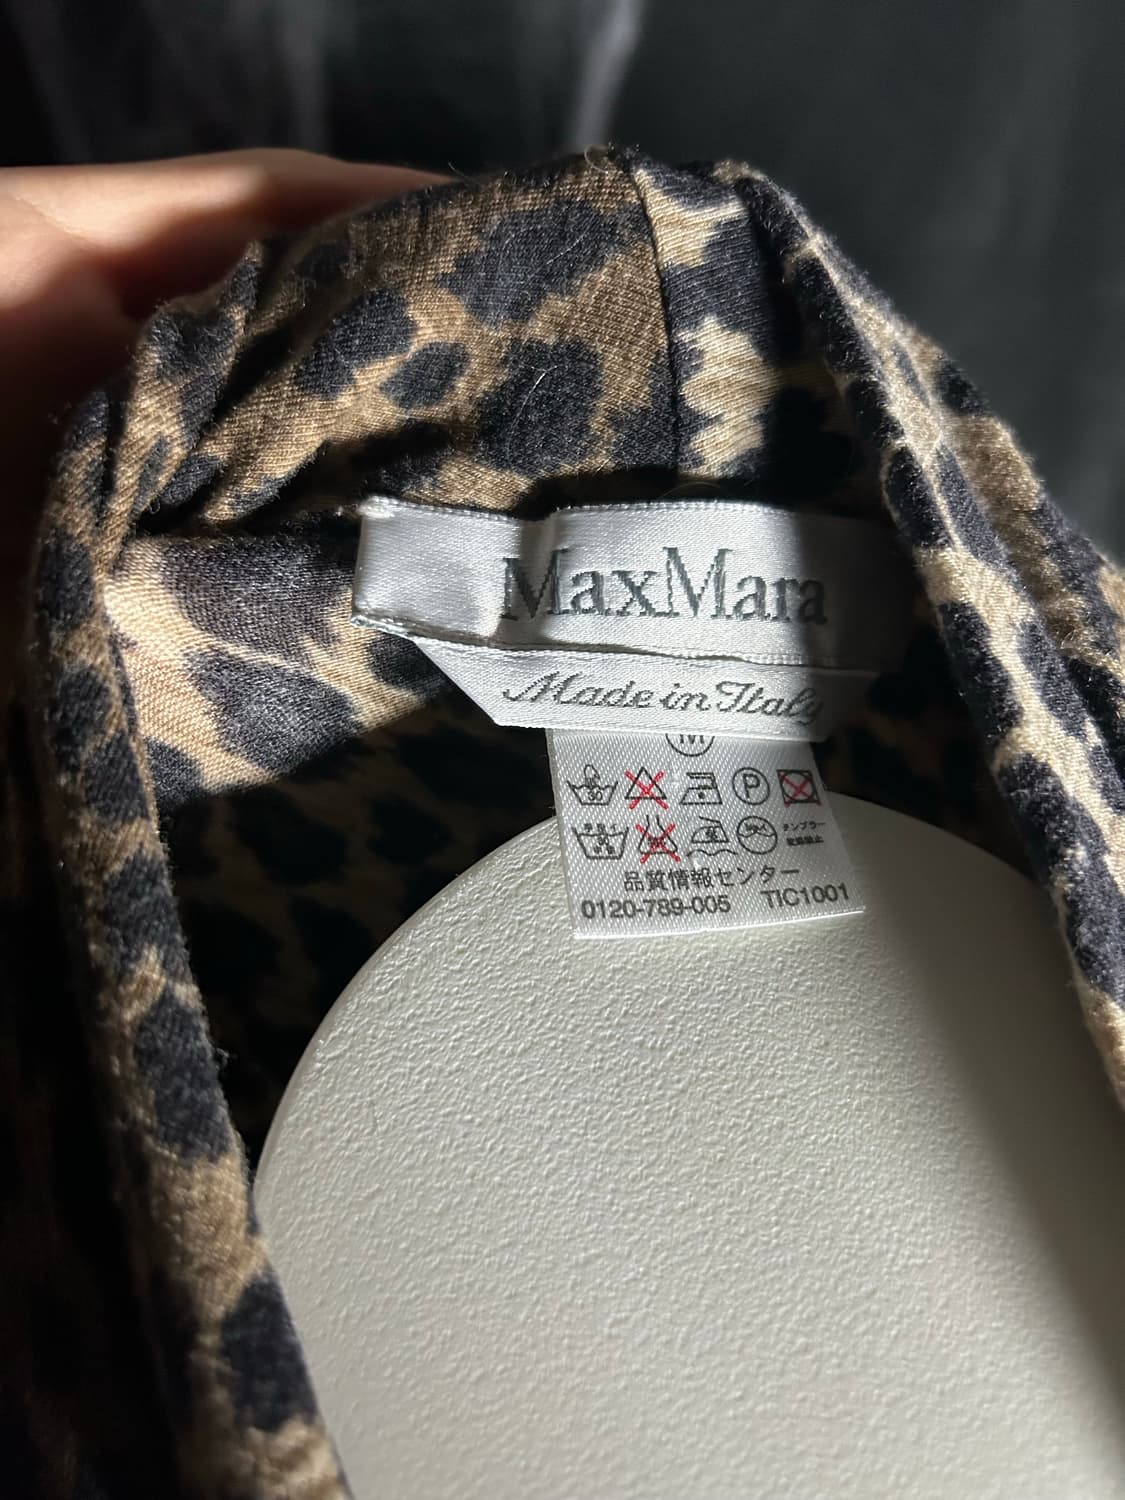 MaxMara
Made in Italy
M
P
タンブラー
乾燥禁止
品質情報センター
0120-789-005 TIC1001